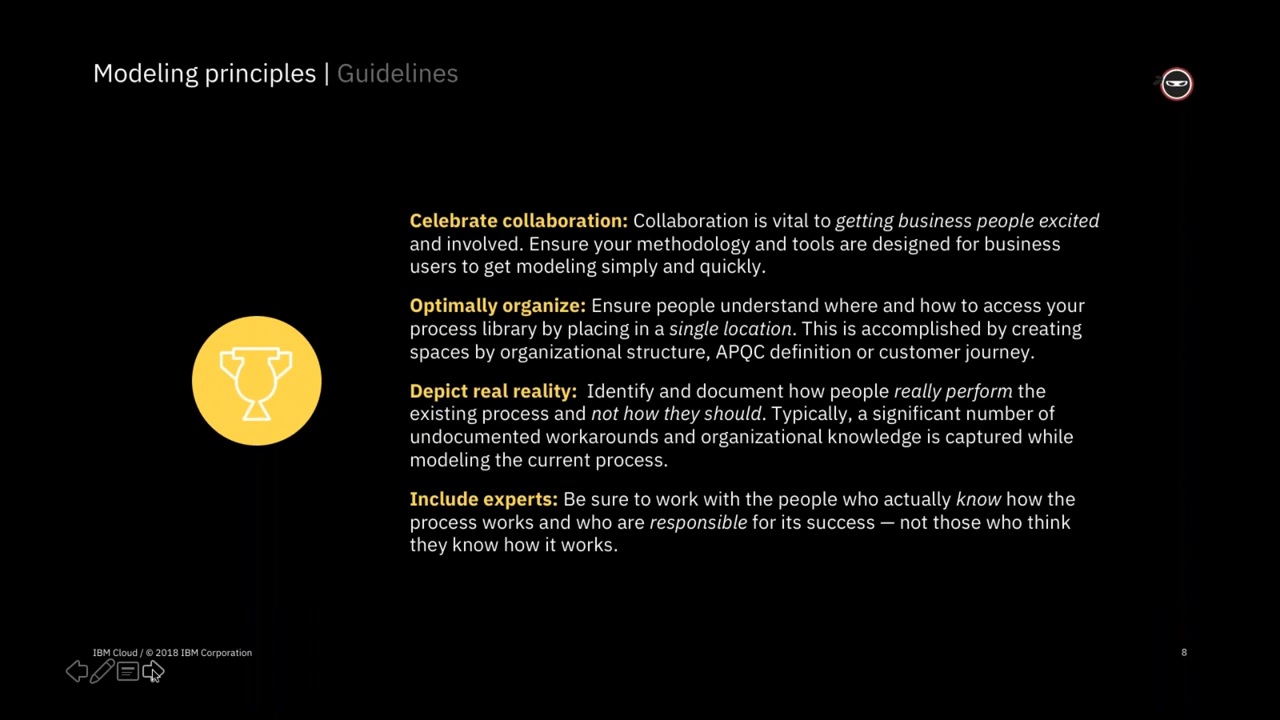 Modeling principles | Guidelines
Celebrate collaboration: Collaboration is vital to getting business people excited
and involved. Ensure your methodology and tools are designed for business
users to get modeling simply and quickly.
Optimally organize: Ensure people understand where and how to access your
process library by placing in a single location. This is accomplished by creating
spaces by organizational structure, APQC definition or customer journey.
Depict real reality:  Identify and document how people really perform the
existing process and not how they should. Typically, a significant number of
undocumented workarounds and organizational knowledge is captured while
modeling the current process.
Include experts: Be sure to work with the people who actually know how the
process works and who are responsible for its success — not those who think
they know how it works.
IBM Cloud / © 2018 IBM Corporation
8